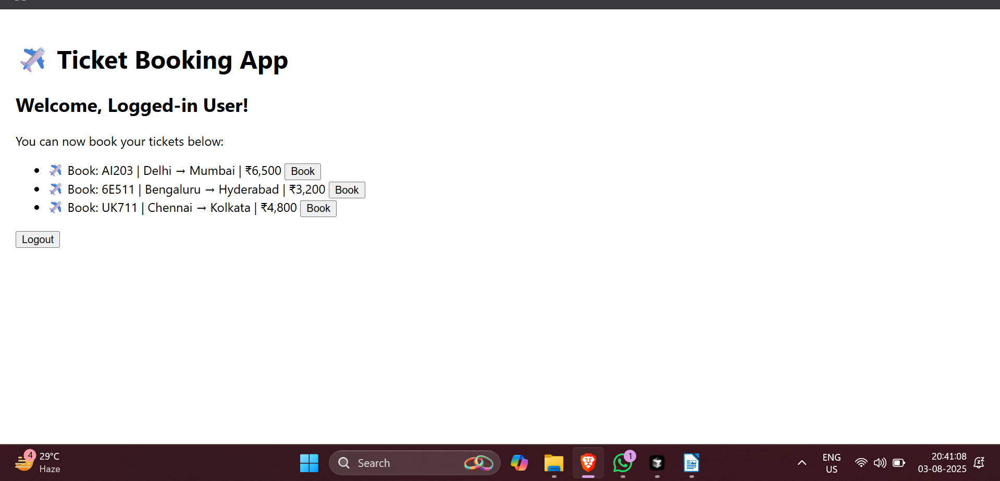 Ticket Booking App
Welcome, Logged-in User!
You can now book your tickets below:
Book: AI203 | Delhi → Mumbai | ₹6,500 Book
Book: 6E511 | Bengaluru → Hyderabad | ₹3,200 Book
Book: UK711 | Chennai → Kolkata | ₹4,800 Book
Logout
4
29°C
Haze
Search
1
ENG
US
20:41:08
03-08-2025